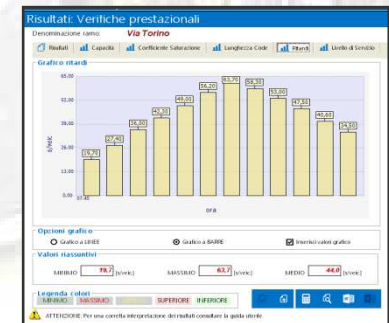 Risultati: Verifiche prestazionali
Denominazione ramo: Via Torino
Risultati Capacità Coefficiente Saturazione Lunghezza Code Ritardi Livello di Servizio
Grafico ritardi
65,00
52,00
39,00
26,00
13,00
0,00
s/veic.
19,70 27,40 36,00 42,30 49,00 56,20 63,70 58,30 53,00 47,50 40,60 34,50
07.45
ora
Opzioni grafico
Grafico a LINEE Grafico a BARRE Inserisci valori grafico
Valori riassuntivi
MINIMO 19,7 [s/veic.] MASSIMO 63,7 [s/veic.] MEDIO 44,0 [s/veic.]
Legenda colori
MINIMO MASSIMO SUPERIORE INFERIORE
ATTENZIONE: Per una corretta interpretazione dei risultati consultare la guida utente.